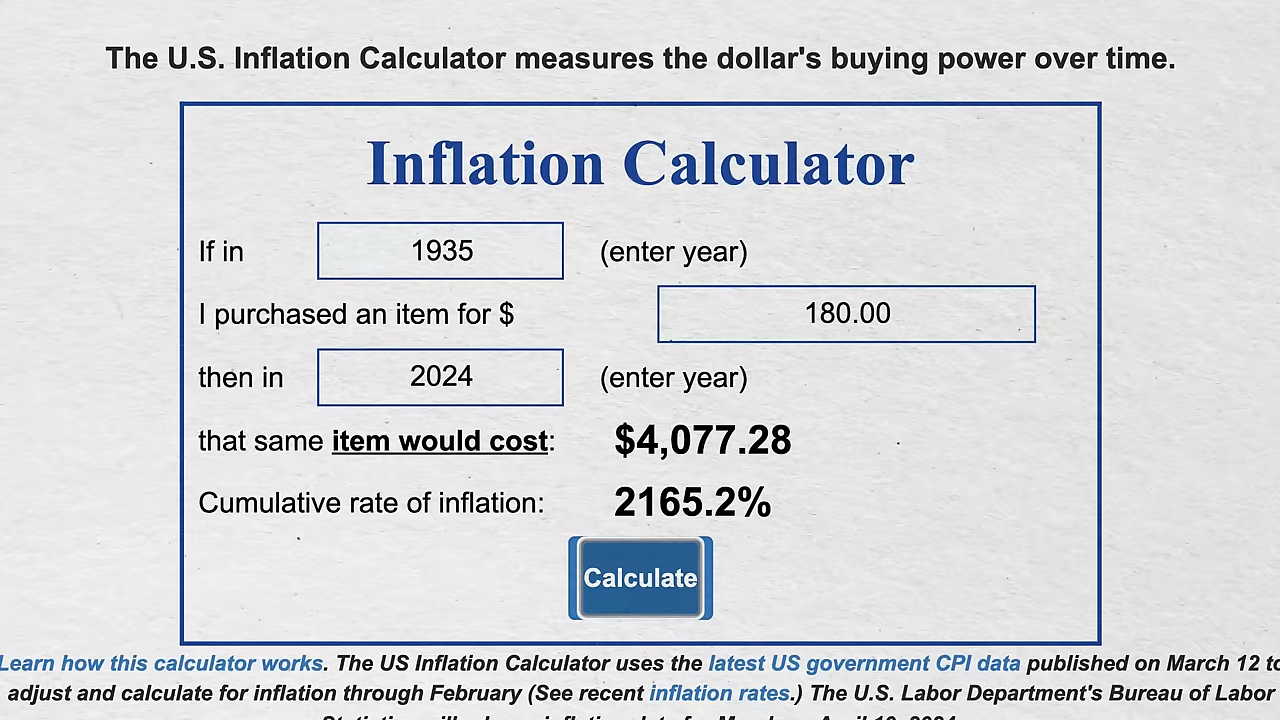 The U.S. Inflation Calculator measures the dollar's buying power over time.
Inflation Calculator
If in 1935 (enter year)
I purchased an item for $ 180.00
then in 2024 (enter year)
that same item would cost: $4,077.28
Cumulative rate of inflation: 2165.2%
Calculate
Learn how this calculator works. The US Inflation Calculator uses the latest US government CPI data published on March 12 to
adjust and calculate for inflation through February (See recent inflation rates.) The U.S. Labor Department's Bureau of Labor